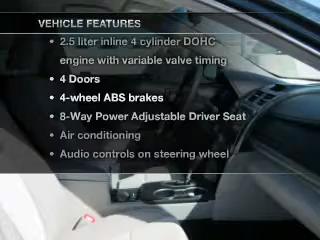 VEHICLE FEATURES
• 2.5 liter inline 4 cylinder DOHC
engine with variable valve timing
• 4 Doors
• 4-wheel ABS brakes
• 8-Way Power Adjustable Driver Seat
• Air conditioning
• Audio controls on steering wheel